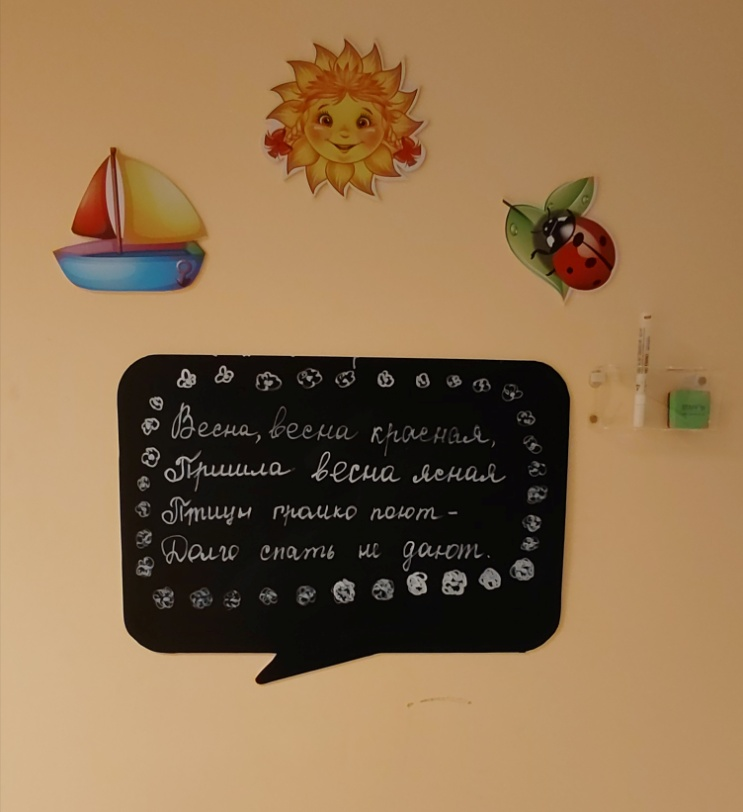 Весна, весна красная,
Пришла весна ясная
Птицы громко поют -
Долго спать не дают.